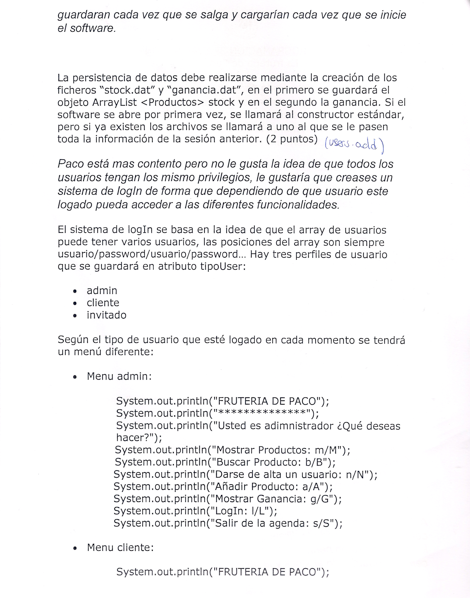 guardaran cada vez que se salga y cargarían cada vez que se inicie
el software.
La persistencia de datos debe realizarse mediante la creación de los
ficheros "stock.dat" y "ganancia.dat", en el primero se guardará el
objeto ArrayList <Productos> stock y en el segundo la ganancia. Si el
software se abre por primera vez, se llamará al constructor estándar,
pero si ya existen los archivos se llamará a uno al que se le pasen
toda la información de la sesión anterior. (2 puntos) (users.add)
Paco está mas contento pero no le gusta la idea de que todos los
usuarios tengan los mismo privilegios, le gustaría que creases un
sistema de logIn de forma que dependiendo de que usuario este
logado pueda acceder a las diferentes funcionalidades.
El sistema de logIn se basa en la idea de que el array de usuarios
puede tener varios usuarios, las posiciones del array son siempre
usuario/password/usuario/password... Hay tres perfiles de usuario
que se guardará en atributo tipoUser:
• admin
• cliente
• invitado
Según el tipo de usuario que esté logado en cada momento se tendrá
un menú diferente:
• Menu admin:
System.out.println("FRUTERIA DE PACO");
System.out.println("**************");
System.out.println("Usted es adimnistrador ¿Qué deseas
hacer?");
System.out.println("Mostrar Productos: m/M");
System.out.println("Buscar Producto: b/B");
System.out.println("Darse de alta un usuario: n/N");
System.out.println("Añadir Producto: a/A");
System.out.println("Mostrar Ganancia: g/G");
System.out.println("LogIn: l/L");
System.out.println("Salir de la agenda: s/S");
• Menu cliente:
System.out.println("FRUTERIA DE PACO");